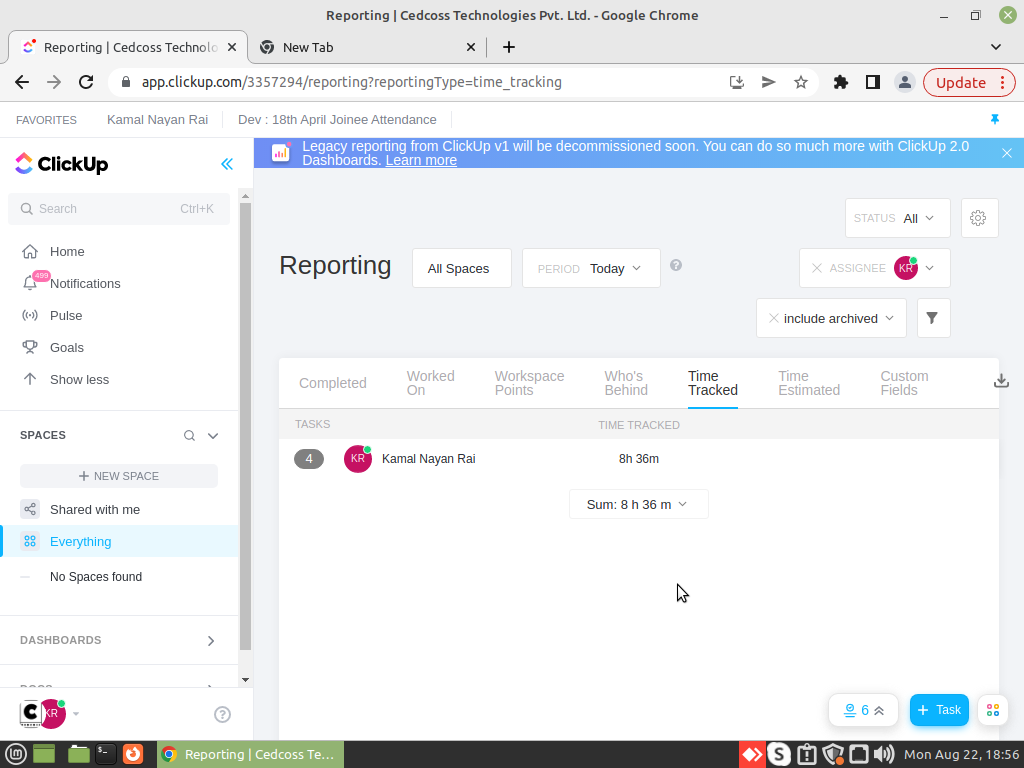 Reporting | Cedcoss Technologies Pvt. Ltd. - Google Chrome
Reporting | Cedcoss Technolo
New Tab
app.clickup.com/3357294/reporting?reportingType=time_tracking
Update
FAVORITES
Kamal Nayan Rai
Dev : 18th April Joinee Attendance
ClickUp
Legacy reporting from ClickUp v1 will be decommissioned soon. You can do so much more with ClickUp 2.0
Dashboards. Learn more
Search
Ctrl+K
STATUS All
Home
Reporting
All Spaces
PERIOD Today
?
ASSIGNEE KR
499
Notifications
Pulse
include archived
Goals
Show less
Completed
Worked
On
Workspace
Points
Who's
Behind
Time
Tracked
Time
Estimated
Custom
Fields
TASKS
TIME TRACKED
SPACES
4
KR
Kamal Nayan Rai
8h 36m
+ NEW SPACE
Sum: 8 h 36 m
Shared with me
Everything
No Spaces found
DASHBOARDS
C
KR
?
6
+ Task
Reporting | Cedcoss Te...
S
Mon Aug 22, 18:56